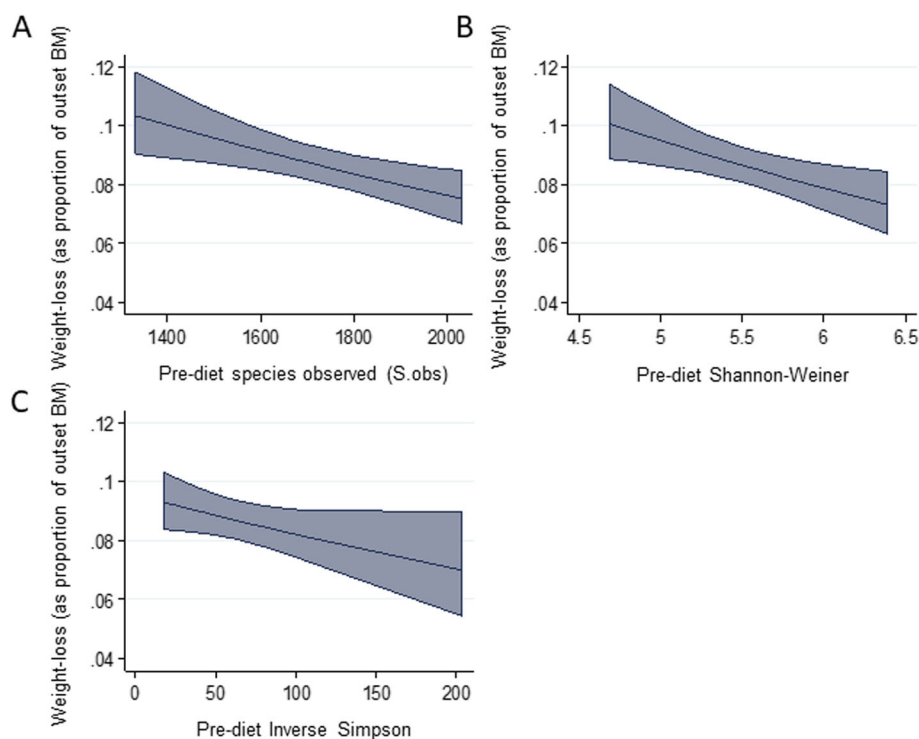 A
Weight-loss (as proportion of outset BM)
.12
.1
.08
.06
.04
1400 1600 1800 2000
Pre-diet species observed (S.obs)
B
Weight-loss (as proportion of outset BM)
.12
.1
.08
.06
.04
4.5 5 5.5 6 6.5
Pre-diet Shannon-Weiner
C
Weight-loss (as proportion of outset BM)
.12
.1
.08
.06
.04
0 50 100 150 200
Pre-diet Inverse Simpson